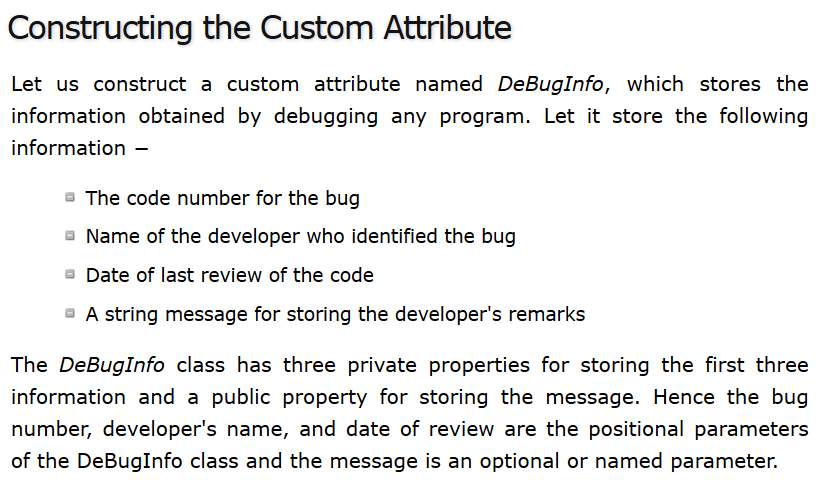 Constructing the Custom Attribute
Let us construct a custom attribute named DeBugInfo, which stores the
information obtained by debugging any program. Let it store the following
information −
The code number for the bug
Name of the developer who identified the bug
Date of last review of the code
A string message for storing the developer's remarks
The DeBugInfo class has three private properties for storing the first three
information and a public property for storing the message. Hence the bug
number, developer's name, and date of review are the positional parameters
of the DeBugInfo class and the message is an optional or named parameter.